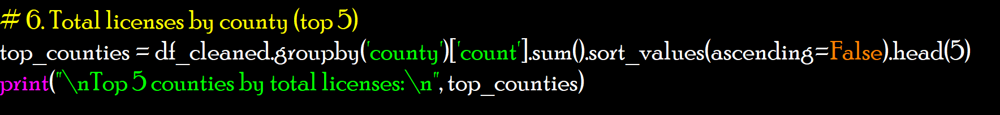 # 6. Total licenses by county (top 5)
top_counties = df_cleaned.groupby('county')['count'].sum().sort_values(ascending=False).head(5)
print("\nTop 5 counties by total licenses:\n", top_counties)